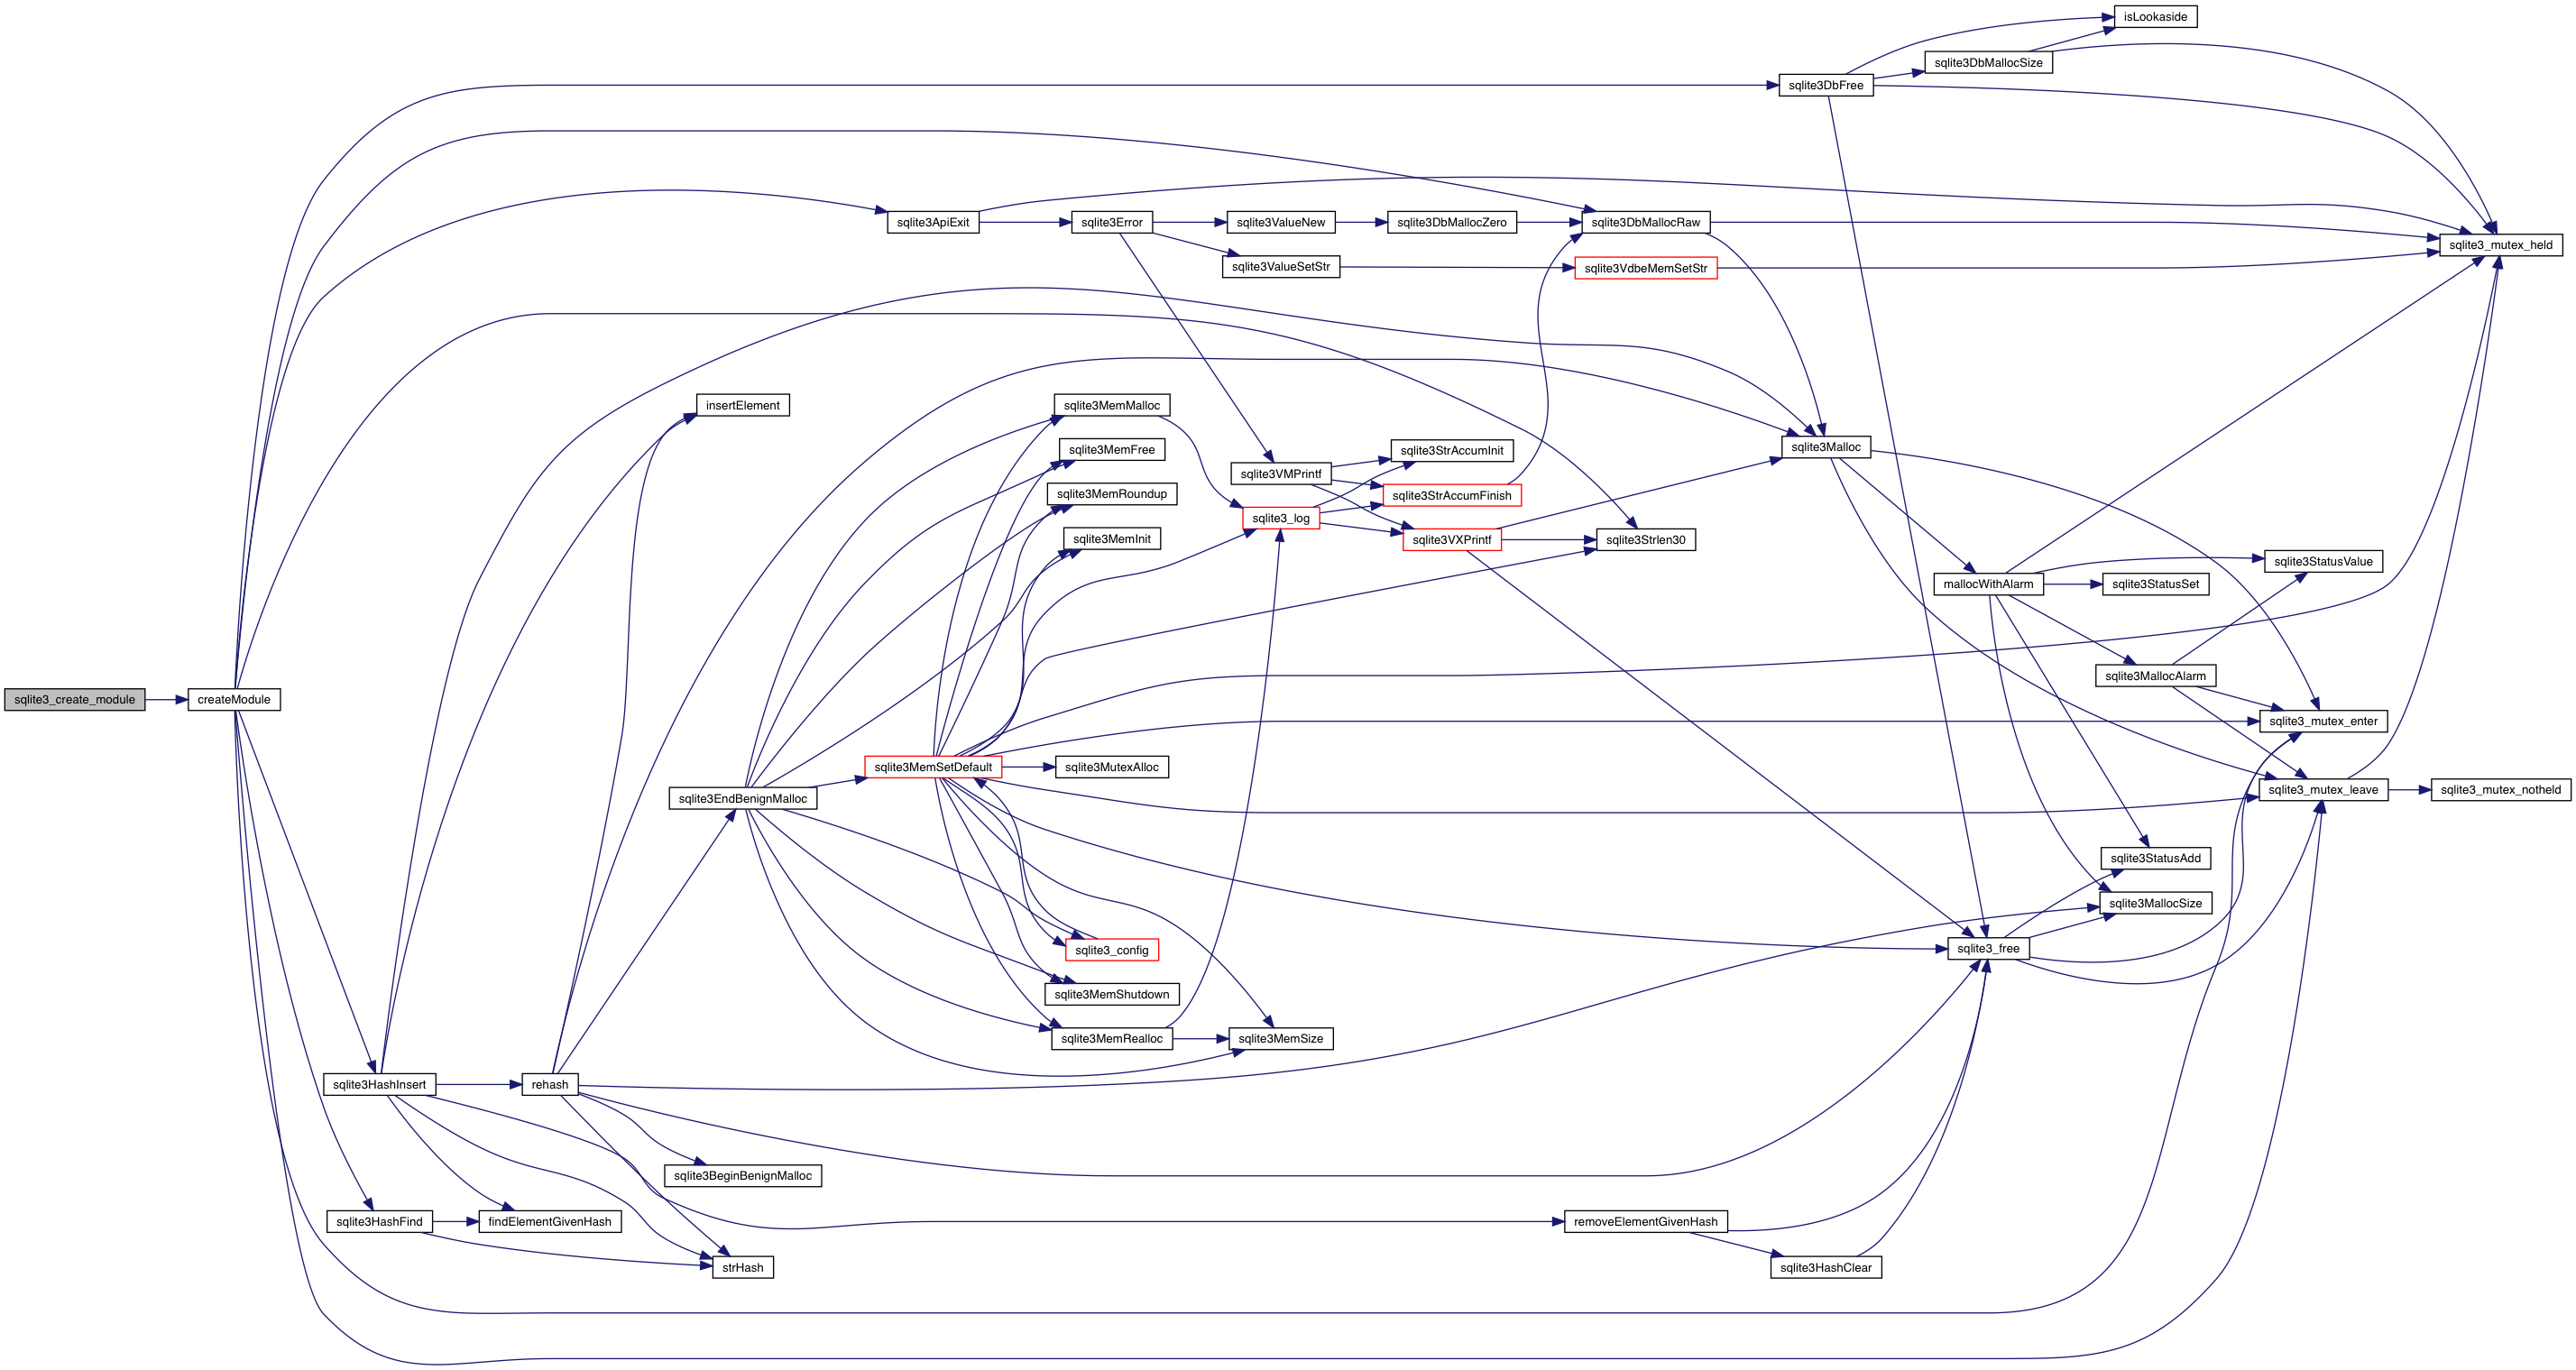 isLookaside
sqlite3DbMallocSize
sqlite3DbFree
sqlite3ApiExit
sqlite3Error
sqlite3ValueNew
sqlite3DbMallocZero
sqlite3DbMallocRaw
sqlite3_mutex_held
sqlite3ValueSetStr
sqlite3VdbeMemSetStr
insertElement
sqlite3MemMalloc
sqlite3MemFree
sqlite3StrAccumInit
sqlite3Malloc
sqlite3VMPrintf
sqlite3MemRoundup
sqlite3StrAccumFinish
sqlite3_log
sqlite3MemInit
sqlite3VXPrintf
sqlite3Strlen30
sqlite3StatusValue
mallocWithAlarm
sqlite3StatusSet
sqlite3MallocAlarm
sqlite3_create_module
createModule
sqlite3_mutex_enter
sqlite3MemSetDefault
sqlite3MutexAlloc
sqlite3EndBenignMalloc
sqlite3_mutex_leave
sqlite3_mutex_notheld
sqlite3StatusAdd
sqlite3MallocSize
sqlite3_config
sqlite3_free
sqlite3MemShutdown
sqlite3MemRealloc
sqlite3MemSize
sqlite3HashInsert
rehash
sqlite3BeginBenignMalloc
sqlite3HashFind
findElementGivenHash
removeElementGivenHash
strHash
sqlite3HashClear